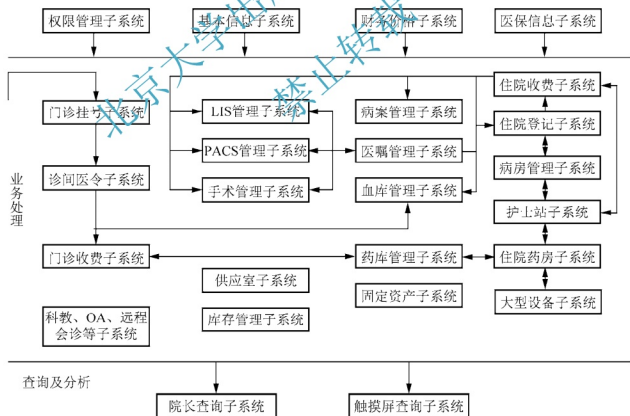 权限管理子系统
基本信息子系统
财务价格子系统
医保信息子系统
北京大学出
禁止转载
业务处理
门诊挂号子系统
LIS管理子系统
病案管理子系统
住院收费子系统
住院登记子系统
诊间医令子系统
PACS管理子系统
医嘱管理子系统
病房管理子系统
手术管理子系统
血库管理子系统
护士站子系统
门诊收费子系统
药库管理子系统
住院药房子系统
供应室子系统
固定资产子系统
大型设备子系统
科教、OA、远程
会诊等子系统
库存管理子系统
查询及分析
院长查询子系统
触摸屏查询子系统